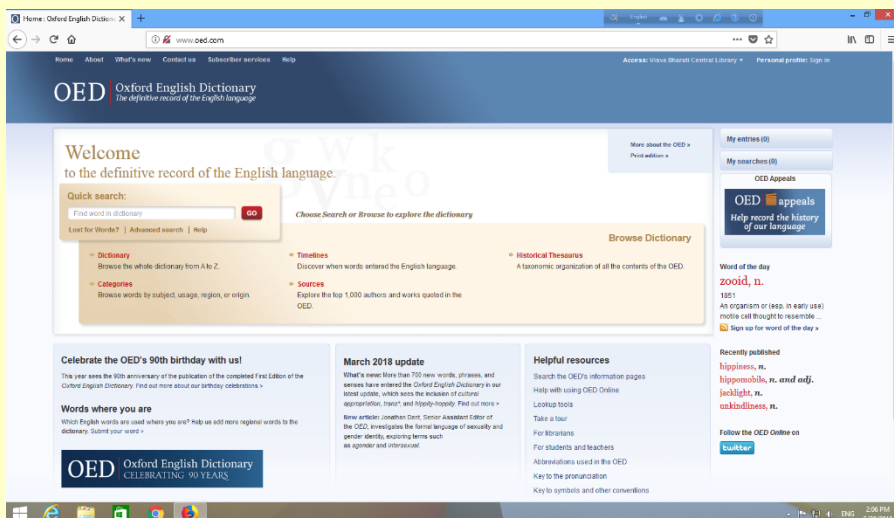 Home : Oxford English Dictionary
English
www.oed.com
Home About What's new Contact us Subscriber services Help
Access: Visva Bharati Central Library Personal profile: Sign in
OED Oxford English Dictionary
The definitive record of the English language
Welcome
to the definitive record of the English language.
More about the OED »
Print edition »
Quick search:
Find word in dictionary GO
Lost for Words? | Advanced search | Help
Choose Search or Browse to explore the dictionary
Browse Dictionary
Dictionary
Browse the whole dictionary from A to Z.
Categories
Browse words by subject, usage, region, or origin.
Timelines
Discover when words entered the English language.
Sources
Explore the top 1,000 authors and works quoted in the
OED.
Historical Thesaurus
A taxonomic organization of all the contents of the OED.
My entries (0)
My searches (0)
OED Appeals
OED appeals
Help record the history
of our language
Word of the day
zooid, n.
1851
An organism or (esp. in early use)
motile cell thought to resemble ...
Sign up for word of the day »
Recently published
hippiness, n.
hippomobile, n. and adj.
jacklight, n.
unkindliness, n.
Follow the OED Online on
twitter
Celebrate the OED's 90th birthday with us!
This year sees the 90th anniversary of the publication of the completed First Edition of the
Oxford English Dictionary. Find out more about our birthday celebrations >
Words where you are
Which English words are used where you are? Help us add more regional words to the
dictionary. Submit your word >
OED Oxford English Dictionary
CELEBRATING 90 YEARS
March 2018 update
What's new: More than 700 new words, phrases, and
senses have entered the Oxford English Dictionary in our
latest update, which sees the inclusion of cultural
appropriation, trans*, and hippity-hoppity. Find out more >
New article: Jonathan Dent, Senior Assistant Editor of
the OED, investigates the formal language of sexuality and
gender identity, exploring terms such
as agender and intersexual.
Helpful resources
Search the OED's information pages
Help with using OED Online
Lookup tools
Take a tour
For librarians
For students and teachers
Abbreviations used in the OED
Key to the pronunciation
Key to symbols and other conventions
ENG 2:06 PM